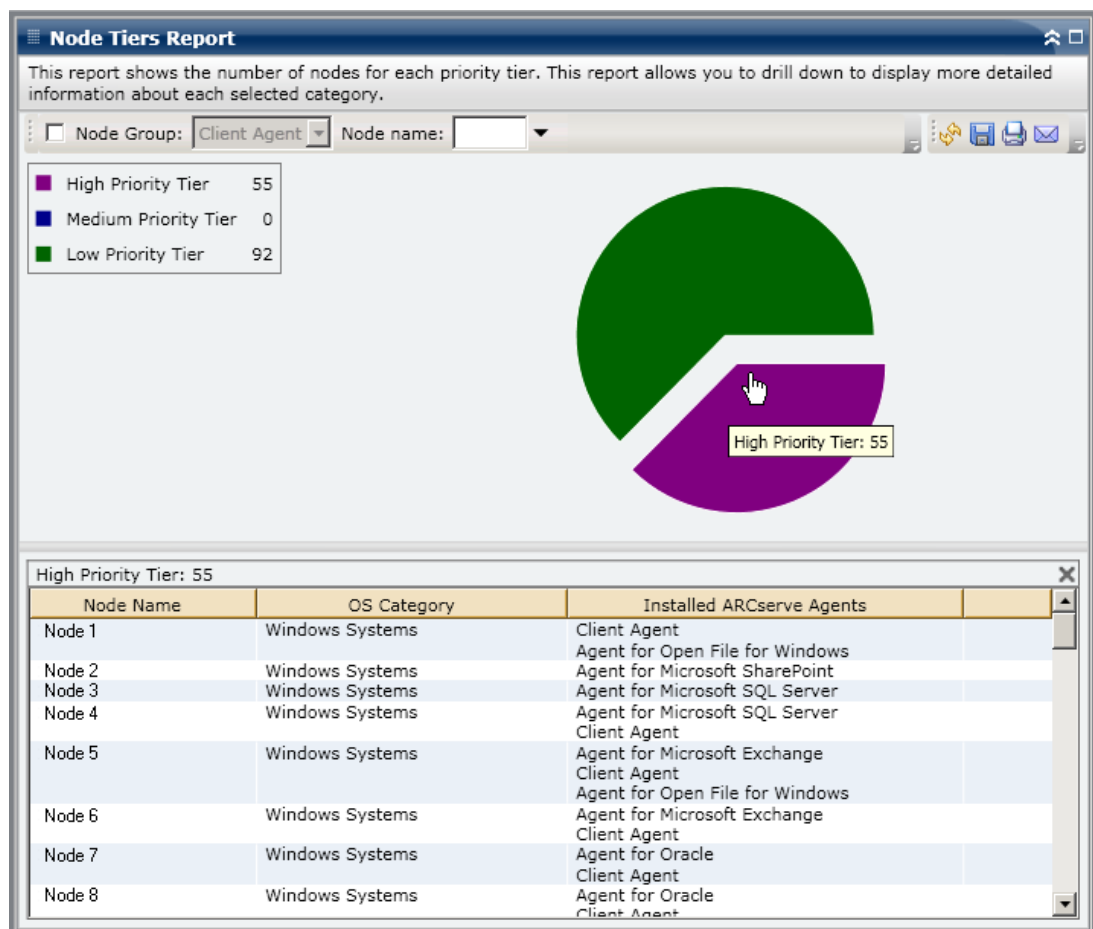 Node Tiers Report
This report shows the number of nodes for each priority tier. This report allows you to drill down to display more detailed
information about each selected category.
Node Group: Client Agent Node name:
High Priority Tier 55
Medium Priority Tier 0
Low Priority Tier 92
High Priority Tier: 55
High Priority Tier: 55
Node Name OS Category Installed ARCserve Agents
Node 1 Windows Systems Client Agent
Agent for Open File for Windows
Node 2 Windows Systems Agent for Microsoft SharePoint
Node 3 Windows Systems Agent for Microsoft SQL Server
Node 4 Windows Systems Agent for Microsoft SQL Server
Client Agent
Node 5 Windows Systems Agent for Microsoft Exchange
Client Agent
Agent for Open File for Windows
Node 6 Windows Systems Agent for Microsoft Exchange
Client Agent
Node 7 Windows Systems Agent for Oracle
Client Agent
Node 8 Windows Systems Agent for Oracle
Client Agent